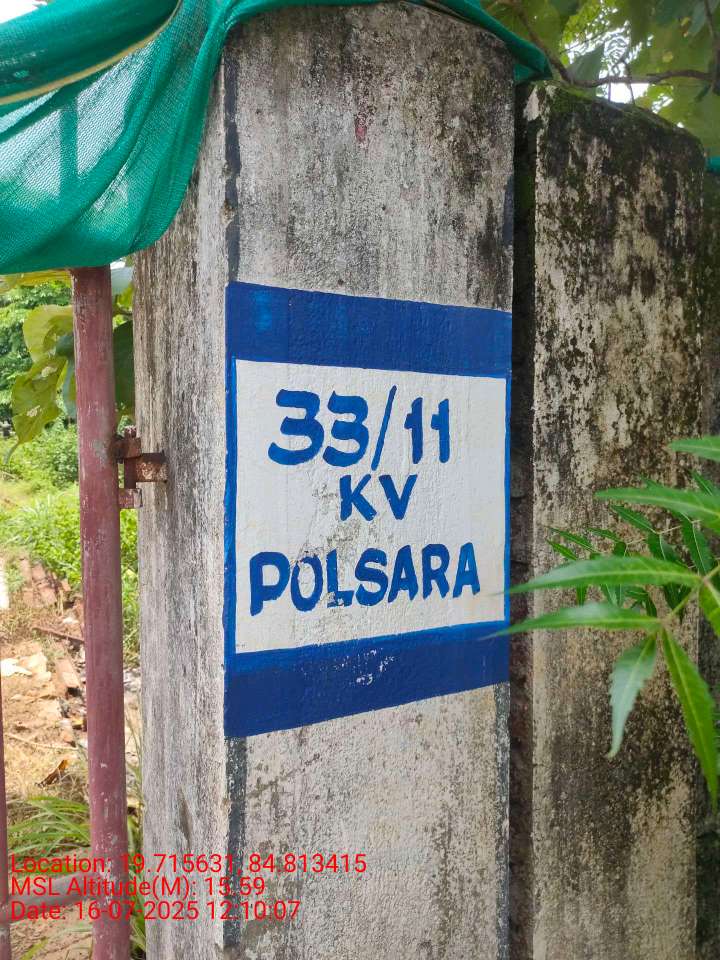 33/11
KV
POLSARA
Location: 19.715631, 84.813415
MSL Altitude(M): 15.59
Date: 16-07-2025 12:10:07